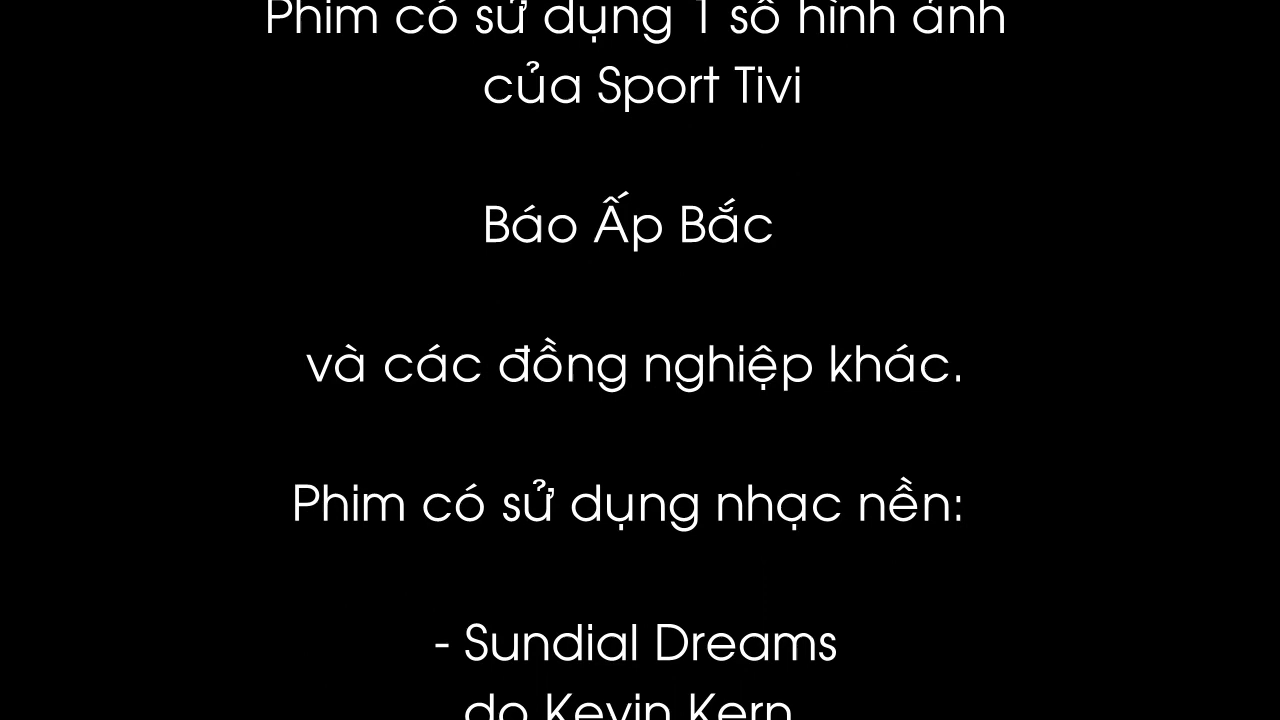 Phim có sử dụng 1 số hình ảnh
của Sport Tivi
Báo Ấp Bắc
và các đồng nghiệp khác.
Phim có sử dụng nhạc nền:
- Sundial Dreams
do Kevin Kern